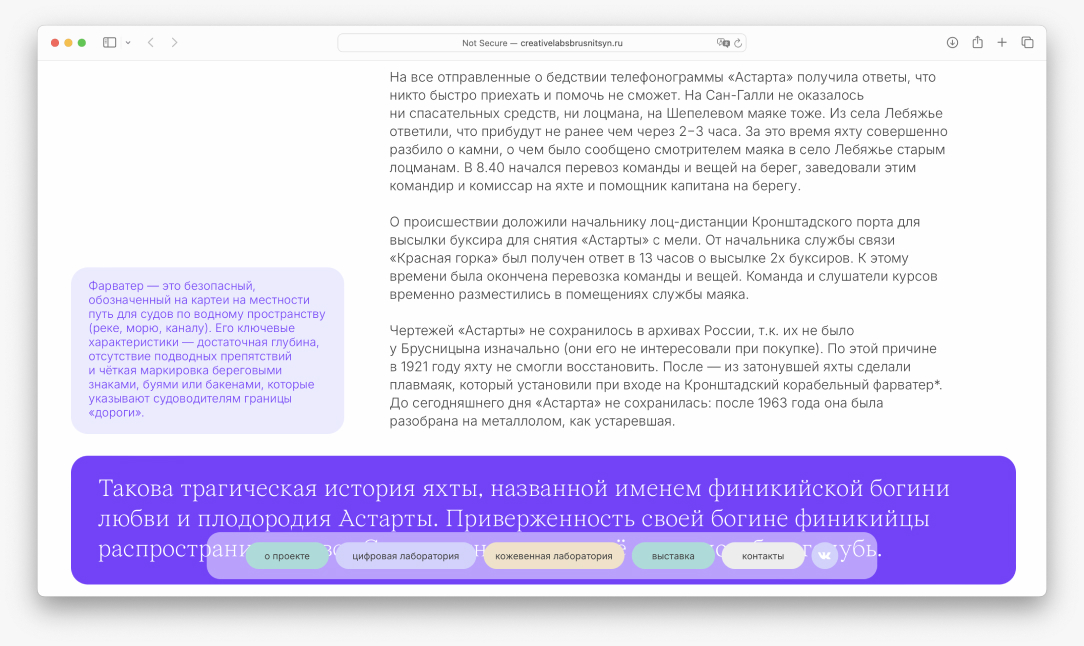 Not Secure — creativelabsbrusnitsyn.ru
На все отправленные о бедствии телефонограммы «Астарта» получила ответы, что
никто быстро приехать и помочь не сможет. На Сан-Галли не оказалось
ни спасательных средств, ни лоцмана, на Шепелевом маяке тоже. Из села Лебяжье
ответили, что прибудут не ранее чем через 2–3 часа. За это время яхту совершенно
разбило о камни, о чем было сообщено смотрителем маяка в село Лебяжье старым
лоцманам. В 8.40 начался перевоз команды и вещей на берег, заведовали этим
командир и комиссар на яхте и помощник капитана на берегу.
О происшествии доложили начальнику лоц-дистанции Кронштадского порта для
высылки буксира для снятия «Астарты» с мели. От начальника службы связи
«Красная горка» был получен ответ в 13 часов о высылке 2х буксиров. К этому
времени была окончена перевозка команды и вещей. Команда и слушатели курсов
временно разместились в помещениях службы маяка.
Фарватер — это безопасный,
обозначенный на картеи на местности
путь для судов по водному пространству
(реке, морю, каналу). Его ключевые
характеристики — достаточная глубина,
отсутствие подводных препятствий
и чёткая маркировка береговыми
знаками, буями или бакенами, которые
указывают судоводителям границы
«дороги».
Чертежей «Астарты» не сохранилось в архивах России, т.к. их не было
у Брусницына изначально (они его не интересовали при покупке). По этой причине
в 1921 году яхту не смогли восстановить. После — из затонувшей яхты сделали
плавмаяк, который установили при входе на Кронштадский корабельный фарватер*.
До сегодняшнего дня «Астарта» не сохранилась: после 1963 года она была
разобрана на металлолом, как устаревшая.
Такова трагическая история яхты, названной именем финикийской богини
любви и плодородия Астарты. Приверженность своей богине финикийцы
о проекте
цифровая лаборатория
кожевенная лаборатория
выставка
контакты